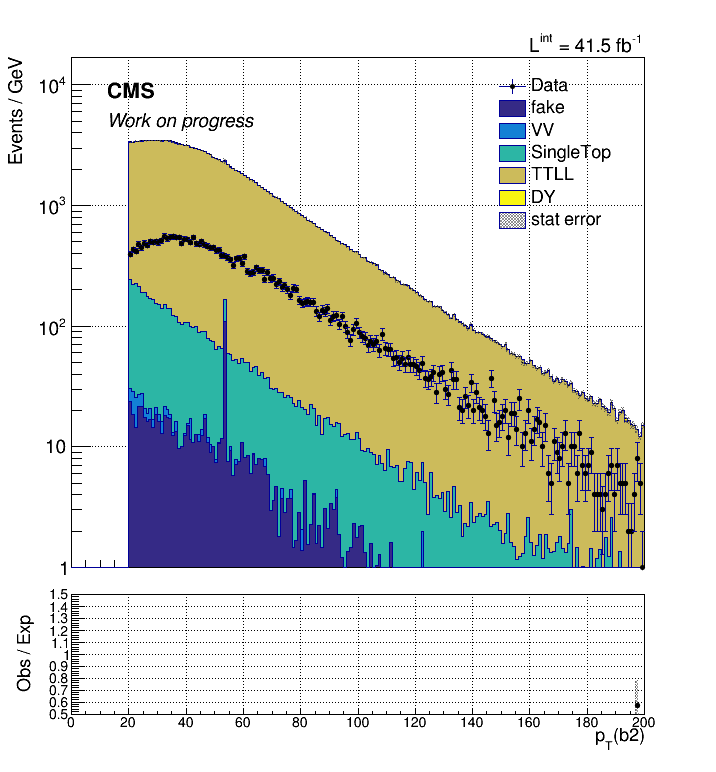 L^int = 41.5 fb^-1
Events / GeV
10^4
10^3
10^2
10
1
CMS
Work on progress
Data
fake
VV
SingleTop
TTLL
DY
stat error
Obs / Exp
1.5
1.4
1.3
1.2
1.1
1
0.9
0.8
0.7
0.6
0.5
0 20 40 60 80 100 120 140 160 180 200
p_T(b2)